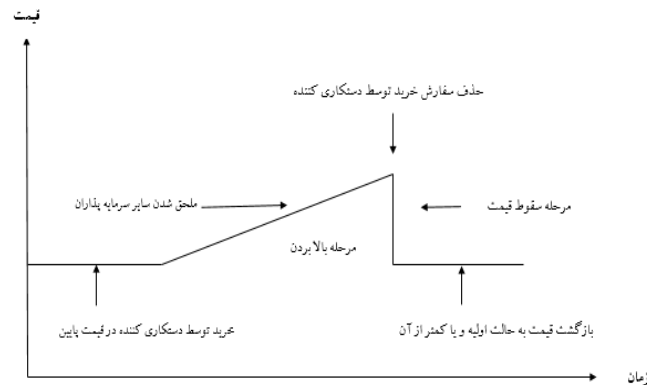 قیمت
حذف سفارش خرید توسط دستکاری کننده
ملحق شدن سایر سرمایه پذاران
مرحله سقوط قیمت
مرحله بالا بردن
خرید توسط دستکاری کننده در قیمت پایین
بازگشت قیمت به حالت اولیه و یا کمتر از آن
زمان